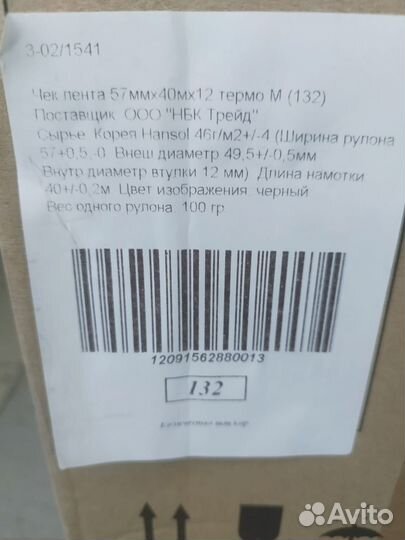 3-02/1541
Чек лента 57ммх40мх12 термо М (132)
Поставщик ООО "НБК Трейд"
Сырье Корея Hansol 46г/м2+/-4 (Ширина рулона
57+0,5,-0 Внеш диаметр 49,5+/-0,5мм
Внутр диаметр втулки 12 мм) Длина намотки
40+/-0,2м Цвет изображения черный
Вес одного рулона 100 гр
12091562880013
132
Avito